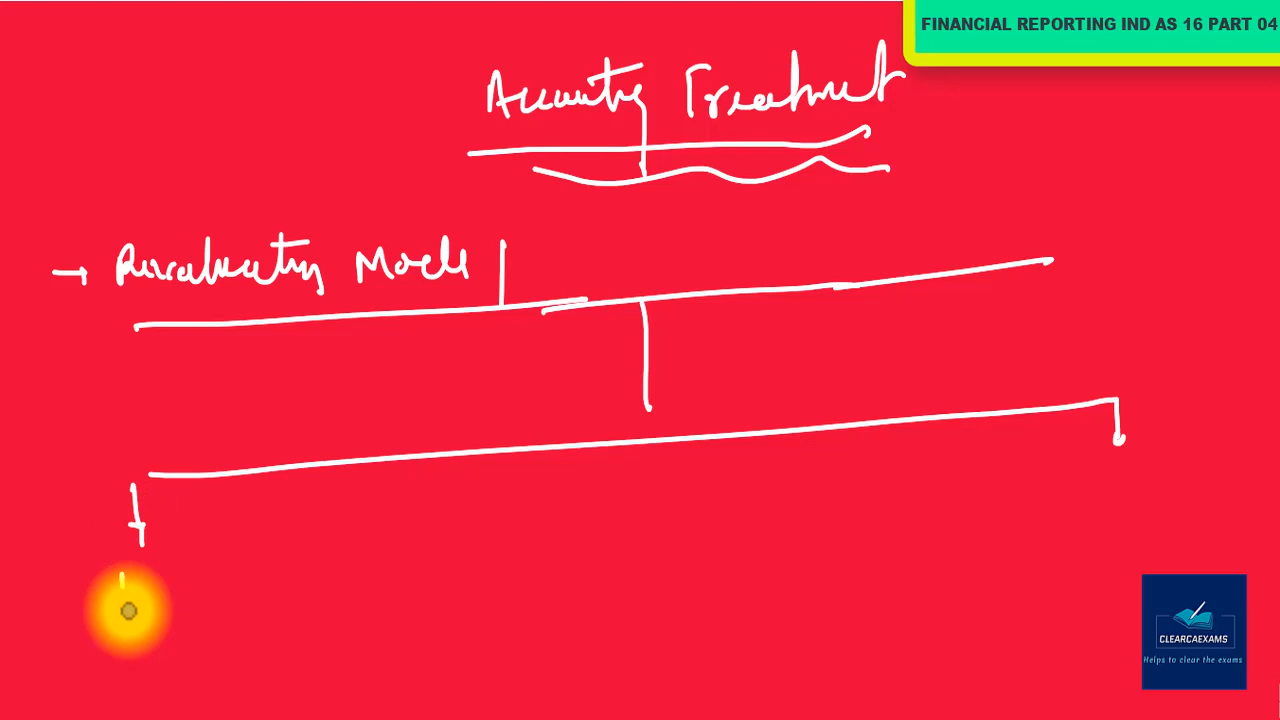 FINANCIAL REPORTING IND AS 16 PART 04
Accounting Treatment
→ Revaluation Model
CLEARCAEXAMS
Helps to clear the exams